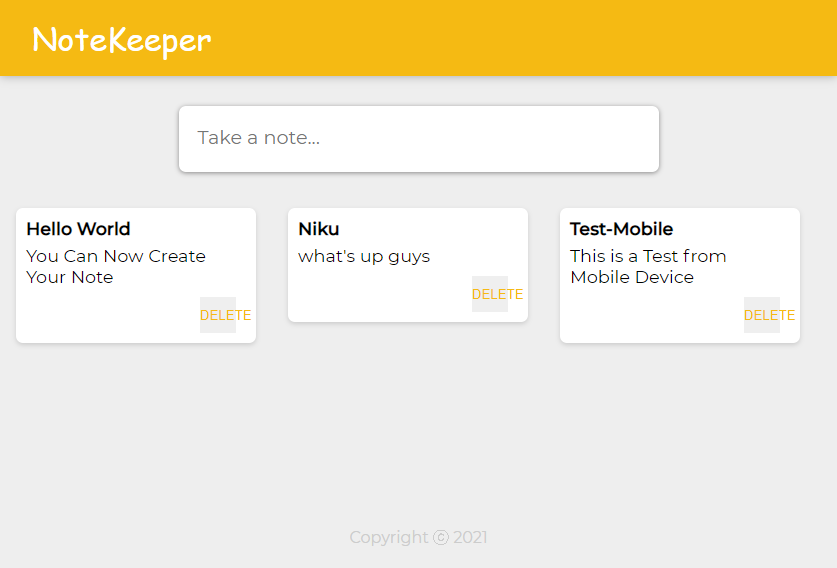 NoteKeeper
Take a note...
Hello World
You Can Now Create
Your Note
DELETE
Niku
what's up guys
DELETE
Test-Mobile
This is a Test from
Mobile Device
DELETE
Copyright ⓒ 2021